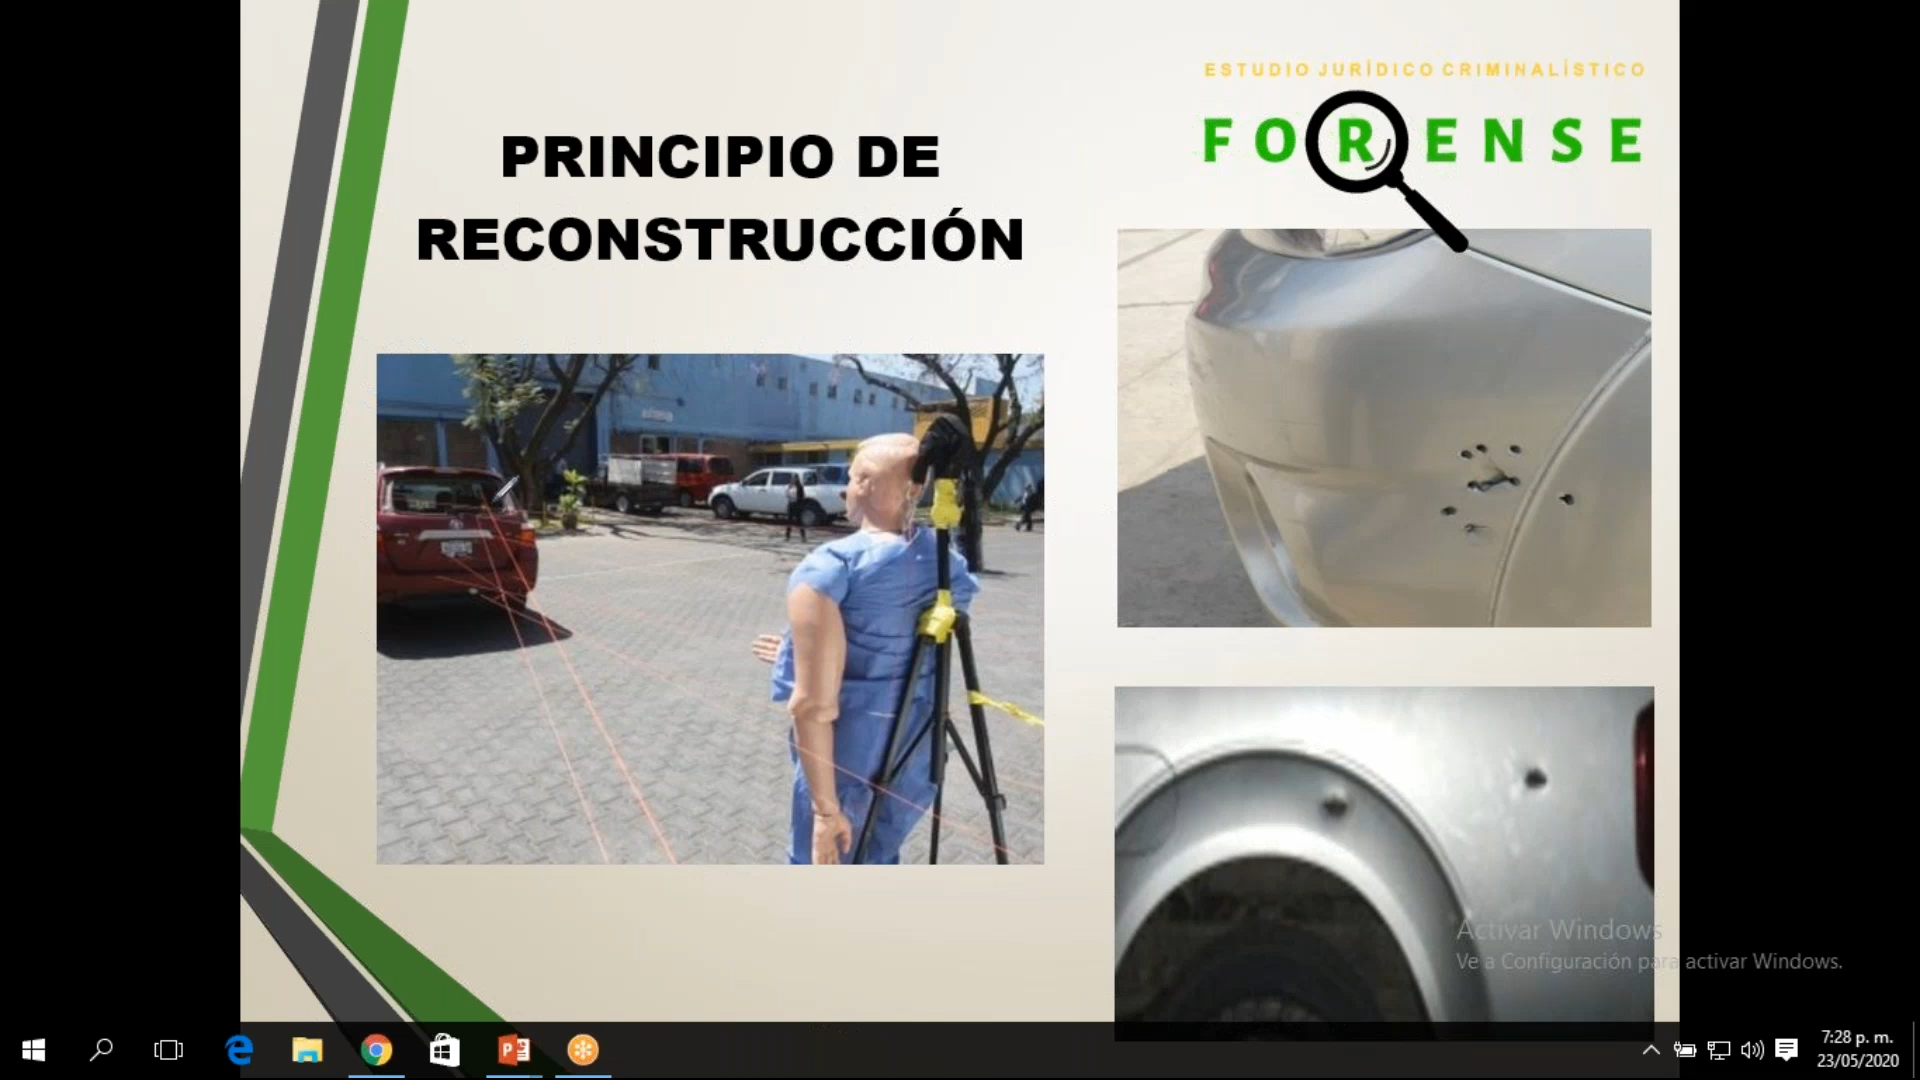 ESTUDIO JURÍDICO CRIMINALÍSTICO
FORENSE
PRINCIPIO DE
RECONSTRUCCIÓN
Activar Windows
Ve a Configuración para activar Windows.
7:28 p. m.
23/05/2020